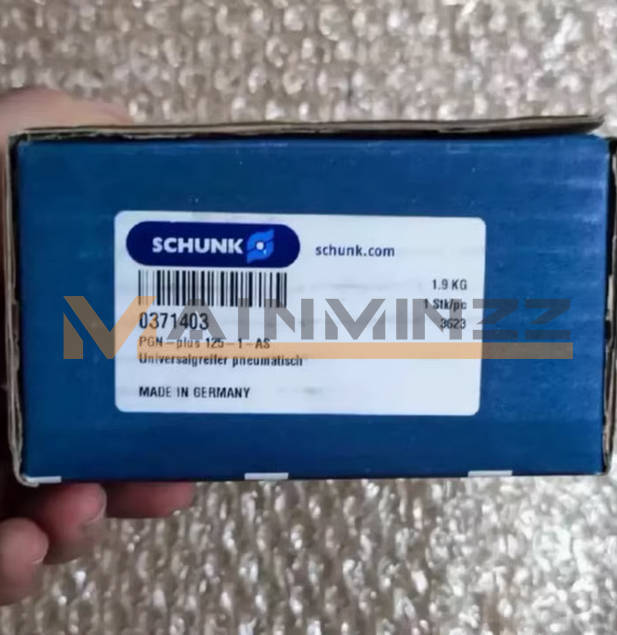 SCHUNK
schunk.com
1.9 KG
1 Stk/pc
0371403
3623
MAINMINZZ
PGN-plus 125-1-AS
Universalgreifer pneumatisch
MADE IN GERMANY